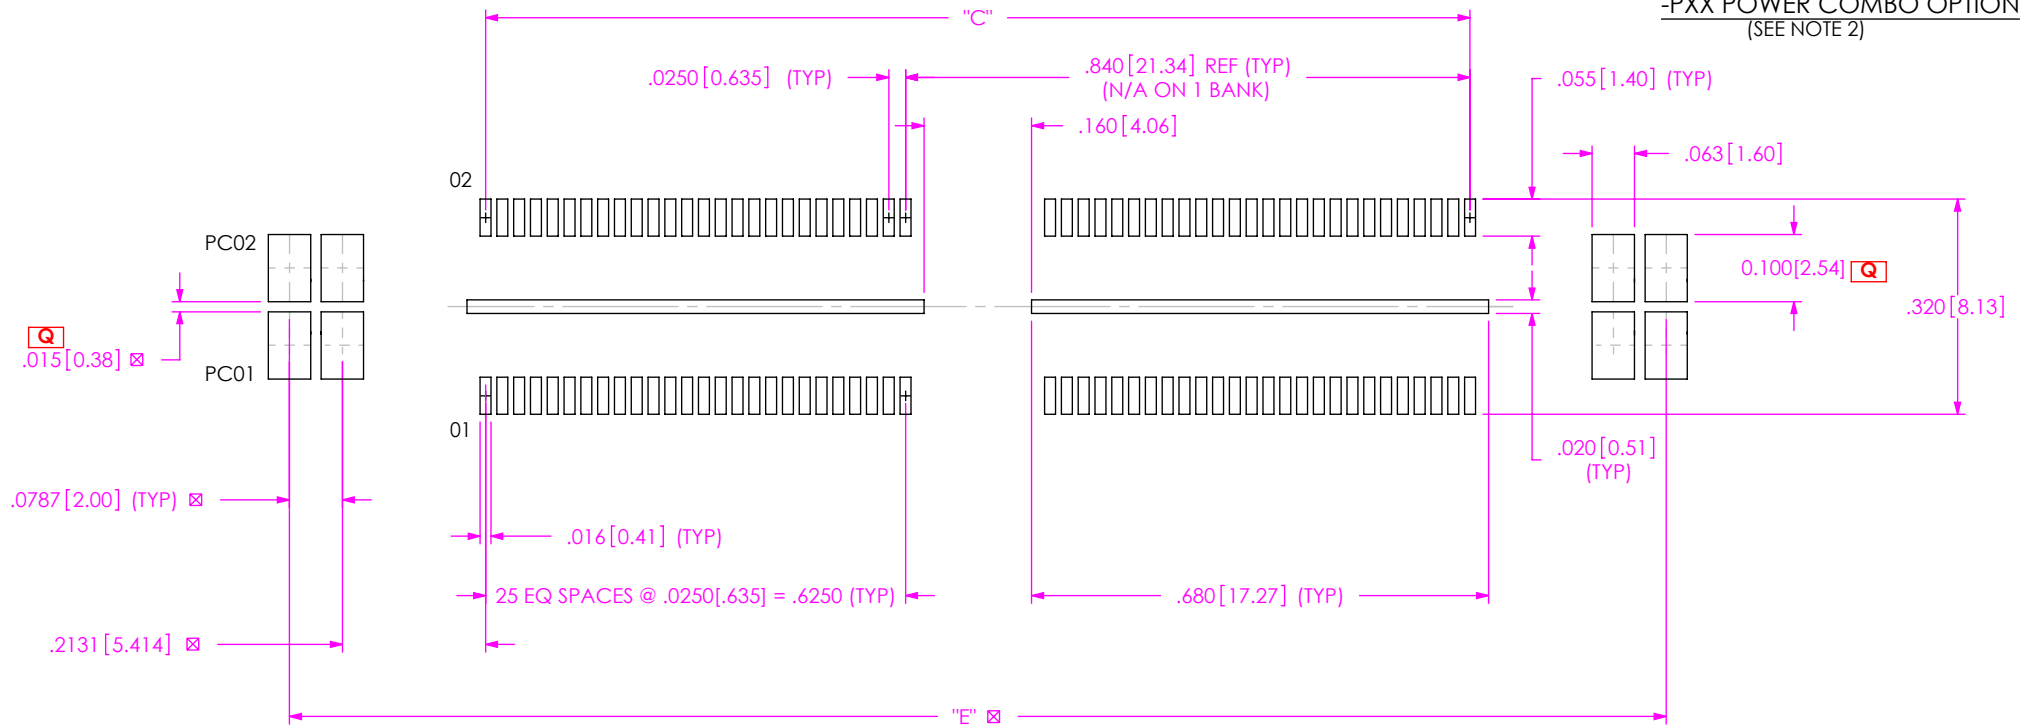 -PXX POWER COMBO OPTION
(SEE NOTE 2)
"C"
.0250[0.635] (TYP)
.840[21.34] REF (TYP)
(N/A ON 1 BANK)
.055[1.40] (TYP)
.160[4.06]
.063[1.60]
02
PC02
0.100[2.54] Q
.320[8.13]
Q
.015[0.38] ⊠
PC01
01
.020[0.51]
(TYP)
.0787[2.00] (TYP) ⊠
.016[0.41] (TYP)
25 EQ SPACES @ .0250[.635] = .6250 (TYP)
.680[17.27] (TYP)
.2131[5.414] ⊠
"E" ⊠